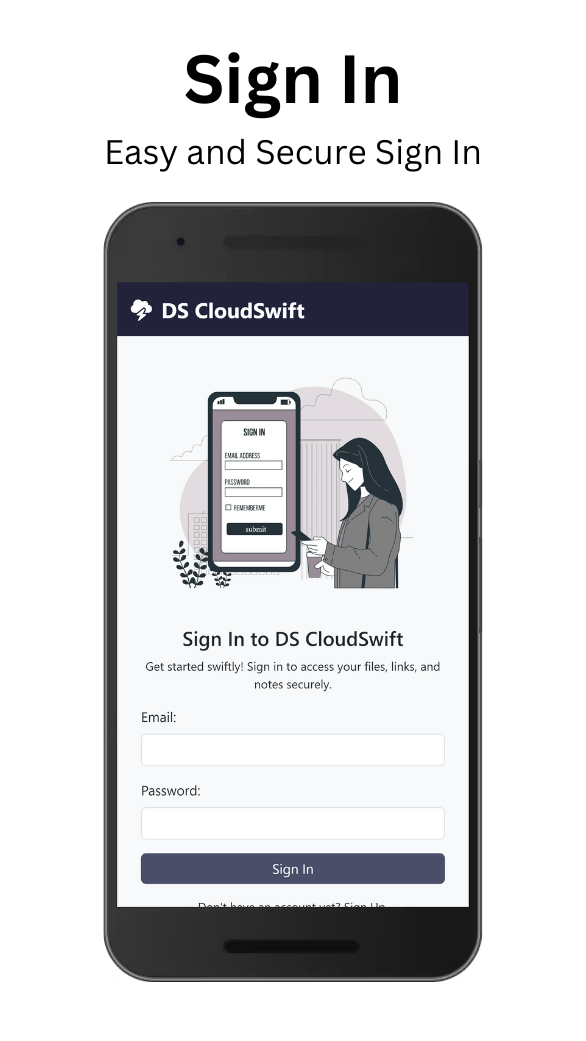 Sign In
Easy and Secure Sign In
DS CloudSwift
SIGN IN
EMAIL ADDRESS
PASSWORD
REMEMBERME
submit
Sign In to DS CloudSwift
Get started swiftly! Sign in to access your files, links, and
notes securely.
Email:
Password:
Sign In
Don't have an account yet? Sign Up